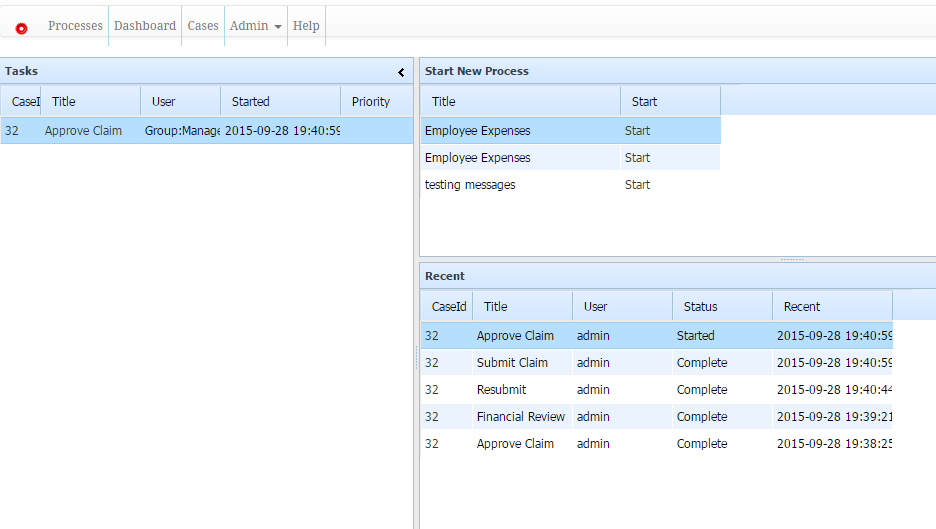 Processes Dashboard Cases Admin Help
Tasks
CaseI Title User Started Priority
32 Approve Claim Group:Manage 2015-09-28 19:40:59
Start New Process
Title Start
Employee Expenses Start
Employee Expenses Start
testing messages Start
Recent
CaseId Title User Status Recent
32 Approve Claim admin Started 2015-09-28 19:40:59
32 Submit Claim admin Complete 2015-09-28 19:40:59
32 Resubmit admin Complete 2015-09-28 19:40:44
32 Financial Review admin Complete 2015-09-28 19:39:21
32 Approve Claim admin Complete 2015-09-28 19:38:25